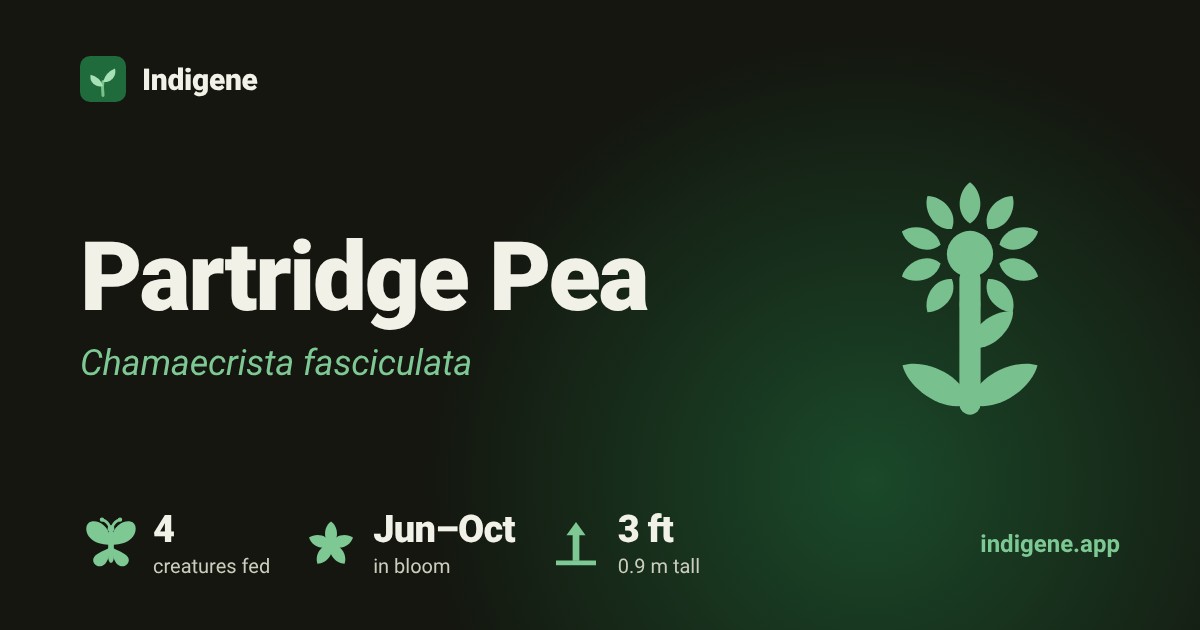 Indigene
Partridge Pea
Chamaecrista fasciculata
4
creatures fed
Jun–Oct
in bloom
3 ft
0.9 m tall
indigene.app